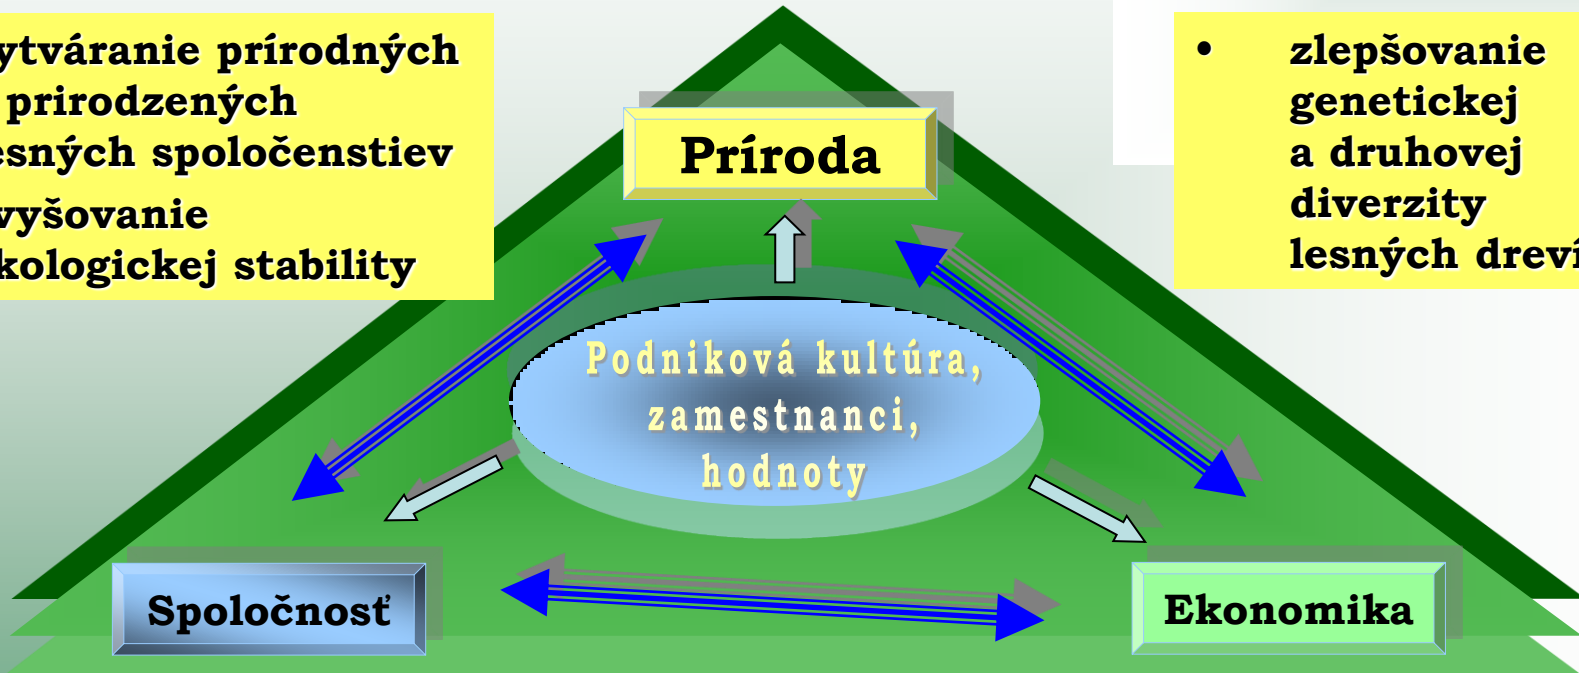 ytváranie prírodných
prirodzených
esných spoločenstiev
vyšovanie
kologickej stability
• zlepšovanie
genetickej
a druhovej
diverzity
lesných dreví
Príroda
Podniková kultúra,
zamestnanci,
hodnoty
Spoločnosť
Ekonomika